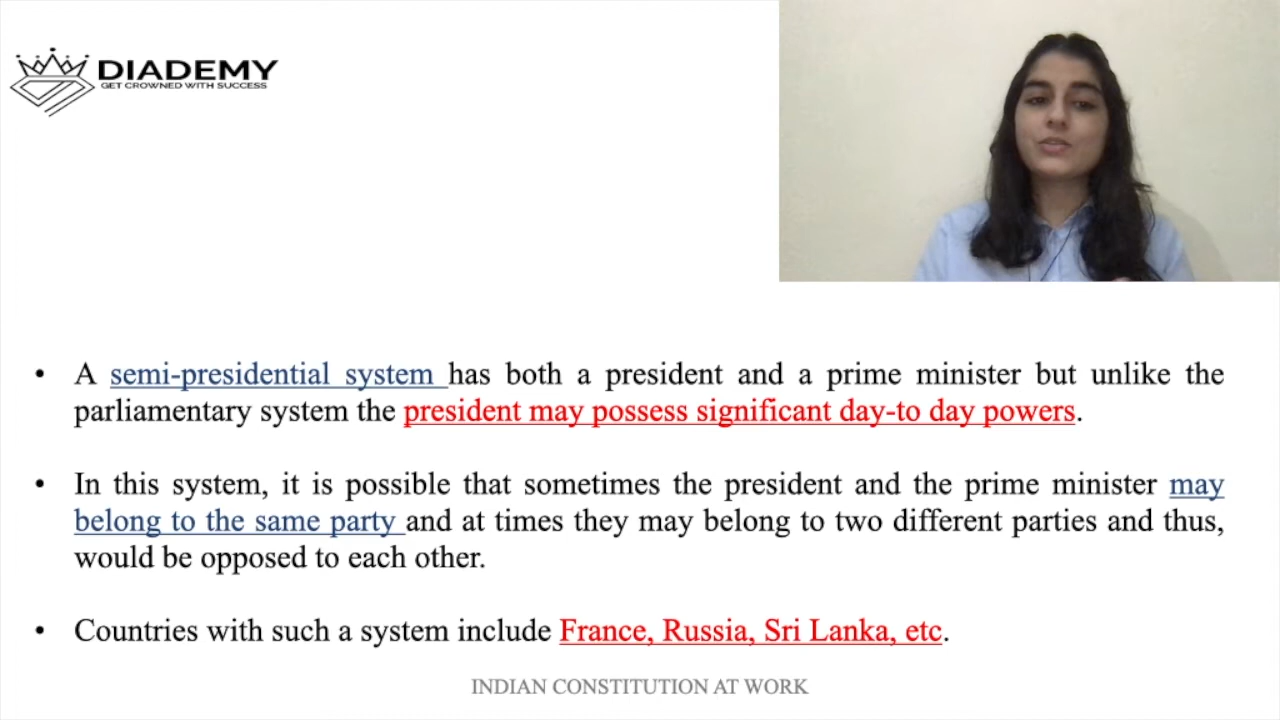 DIADEMY
GET CROWNED WITH SUCCESS
• A semi-presidential system has both a president and a prime minister but unlike the
parliamentary system the president may possess significant day-to day powers.
• In this system, it is possible that sometimes the president and the prime minister may
belong to the same party and at times they may belong to two different parties and thus,
would be opposed to each other.
• Countries with such a system include France, Russia, Sri Lanka, etc.
INDIAN CONSTITUTION AT WORK